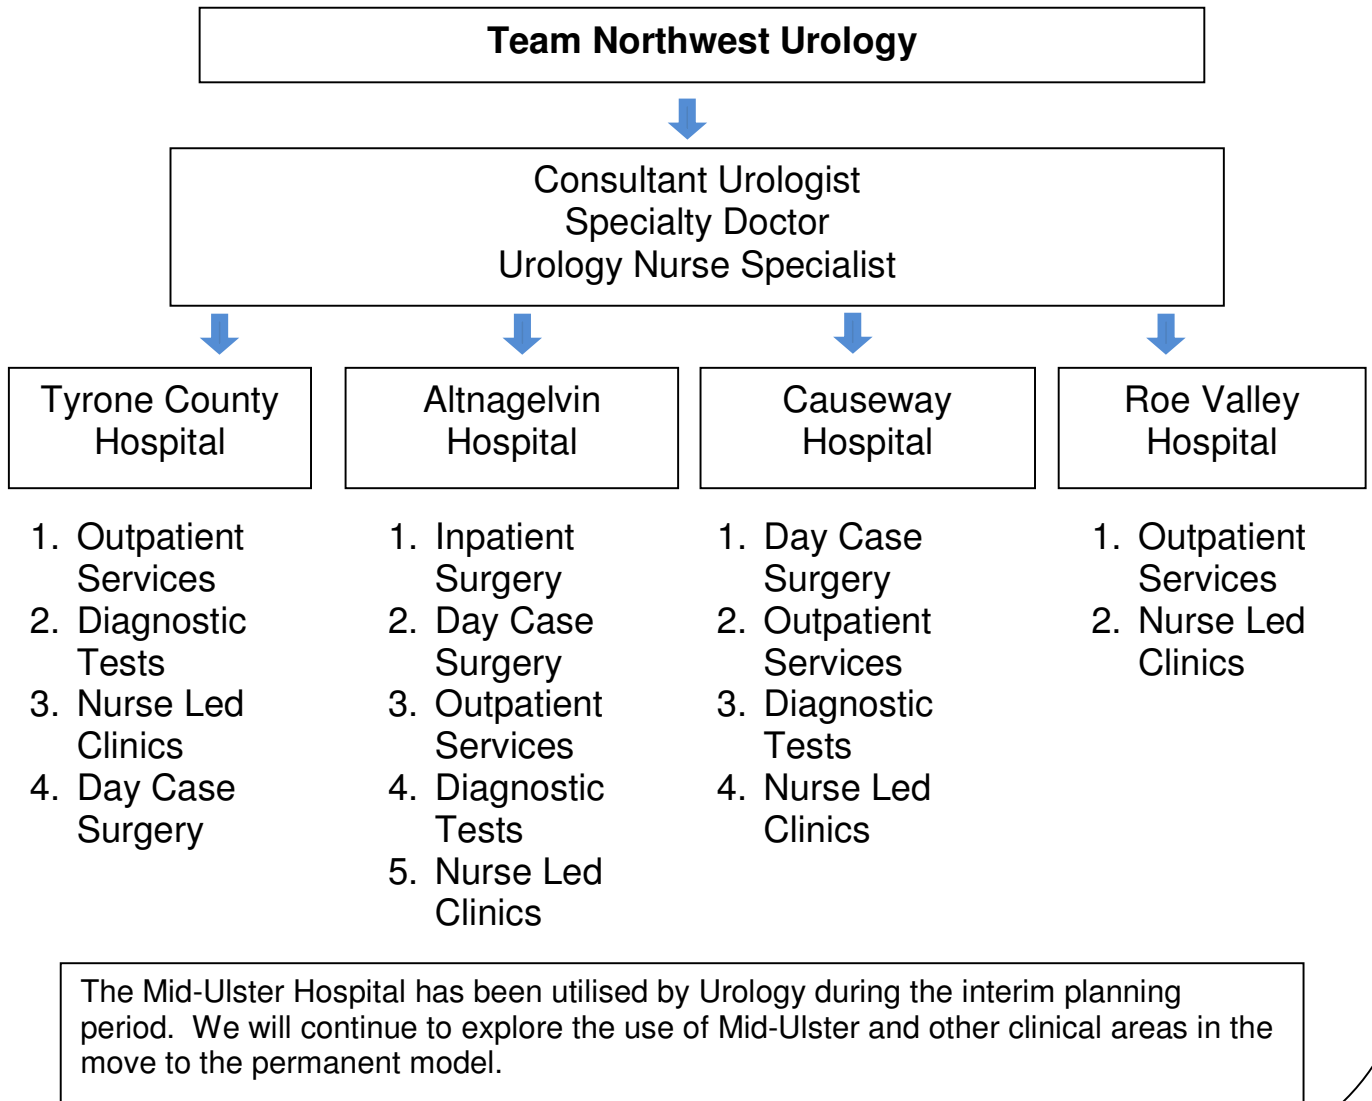 Team Northwest Urology
Consultant Urologist
Specialty Doctor
Urology Nurse Specialist
Tyrone County
Hospital
Altnagelvin
Hospital
Causeway
Hospital
Roe Valley
Hospital
1. Outpatient
Services
2. Diagnostic
Tests
3. Nurse Led
Clinics
4. Day Case
Surgery
1. Inpatient
Surgery
2. Day Case
Surgery
3. Outpatient
Services
4. Diagnostic
Tests
5. Nurse Led
Clinics
1. Day Case
Surgery
2. Outpatient
Services
3. Diagnostic
Tests
4. Nurse Led
Clinics
1. Outpatient
Services
2. Nurse Led
Clinics
The Mid-Ulster Hospital has been utilised by Urology during the interim planning
period.  We will continue to explore the use of Mid-Ulster and other clinical areas in the
move to the permanent model.